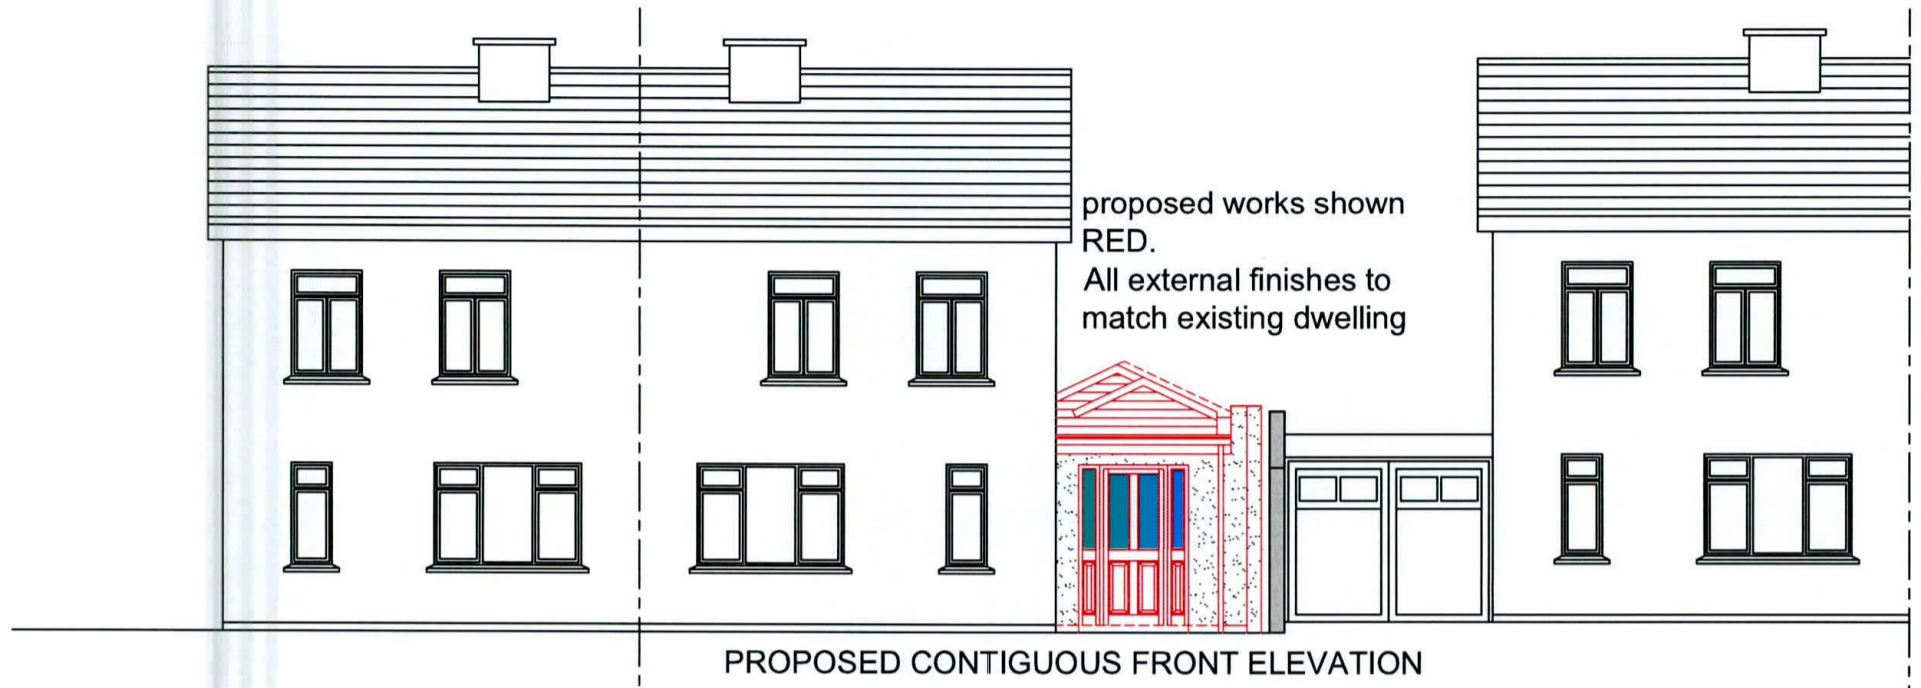 proposed works shown
RED.
All external finishes to
match existing dwelling
PROPOSED CONTIGUOUS FRONT ELEVATION